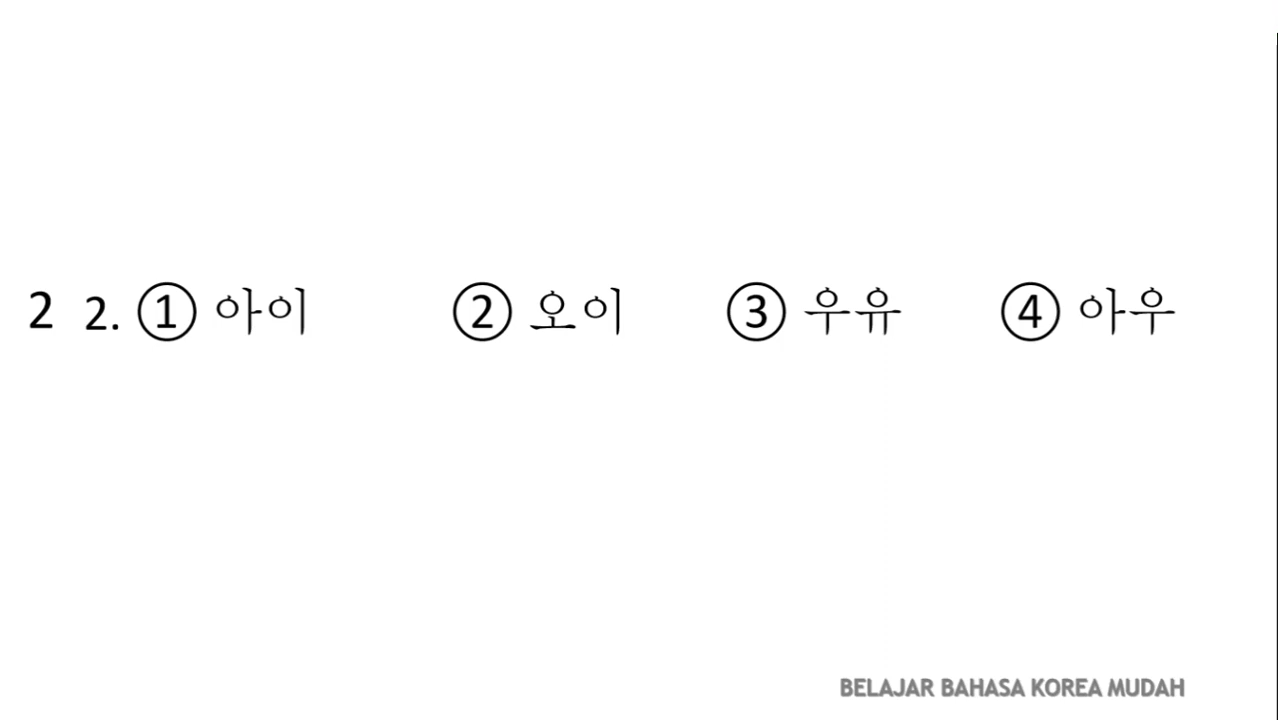 2 2. ① 아이 ② 오이 ③ 우유 ④ 아우
BELAJAR BAHASA KOREA MUDAH